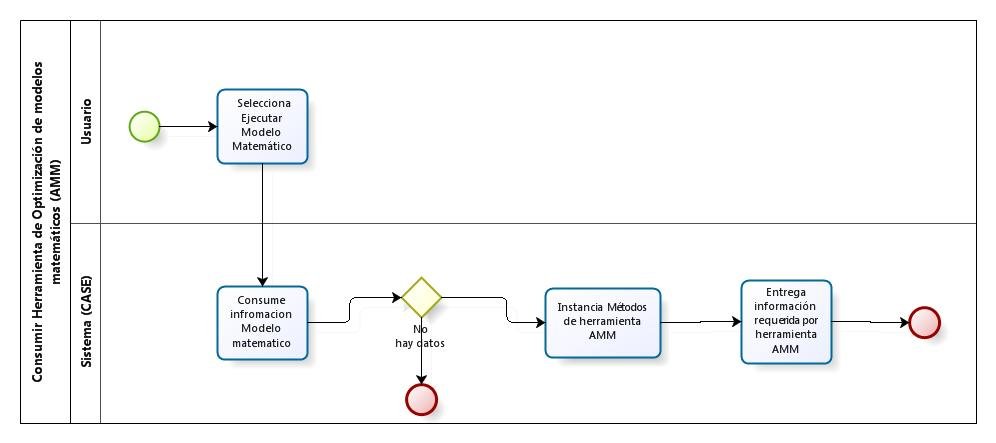 Consumir Herramienta de Optimización de modelos
matemáticos (AMM)
Usuario
Selecciona
Ejecutar
Modelo
Matemático
Sistema (CASE)
Consume
infromacion
Modelo
matematico
No
hay datos
Instancia Métodos
de herramienta
AMM
Entrega
información
requerida por
herramienta
AMM